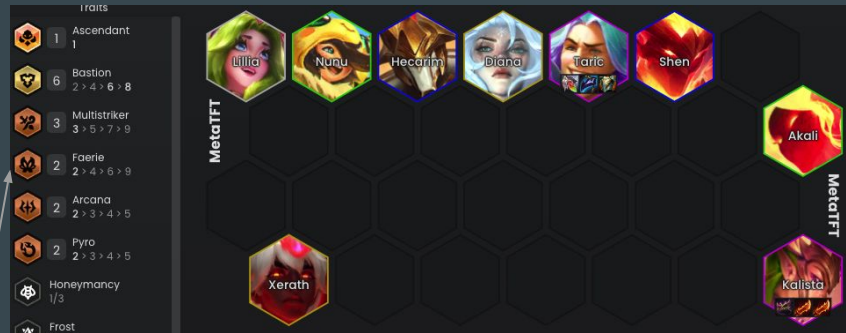 Traits
1 Ascendant
1
6 Bastion
2 > 4 > 6 > 8
3 Multistriker
3 > 5 > 7 > 9
2 Faerie
2 > 4 > 6 > 9
2 Arcana
2 > 3 > 4 > 5
2 Pyro
2 > 3 > 4 > 5
Honeymancy
1/3
Frost
Lillia
Nunu
Hecarim
Diana
Taric
Shen
MetaTFT
Akali
MetaTFT
Xerath
Kalista